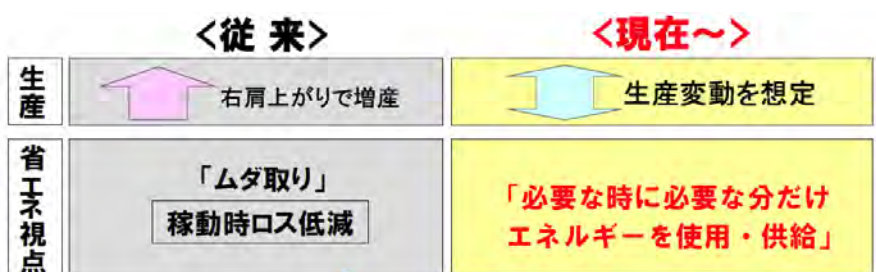 <従 来>
<現在~>
生産
右肩上がりで増産
生産変動を想定
省エネ視点
「ムダ取り」
稼動時ロス低減
「必要な時に必要な分だけ
エネルギーを使用・供給」